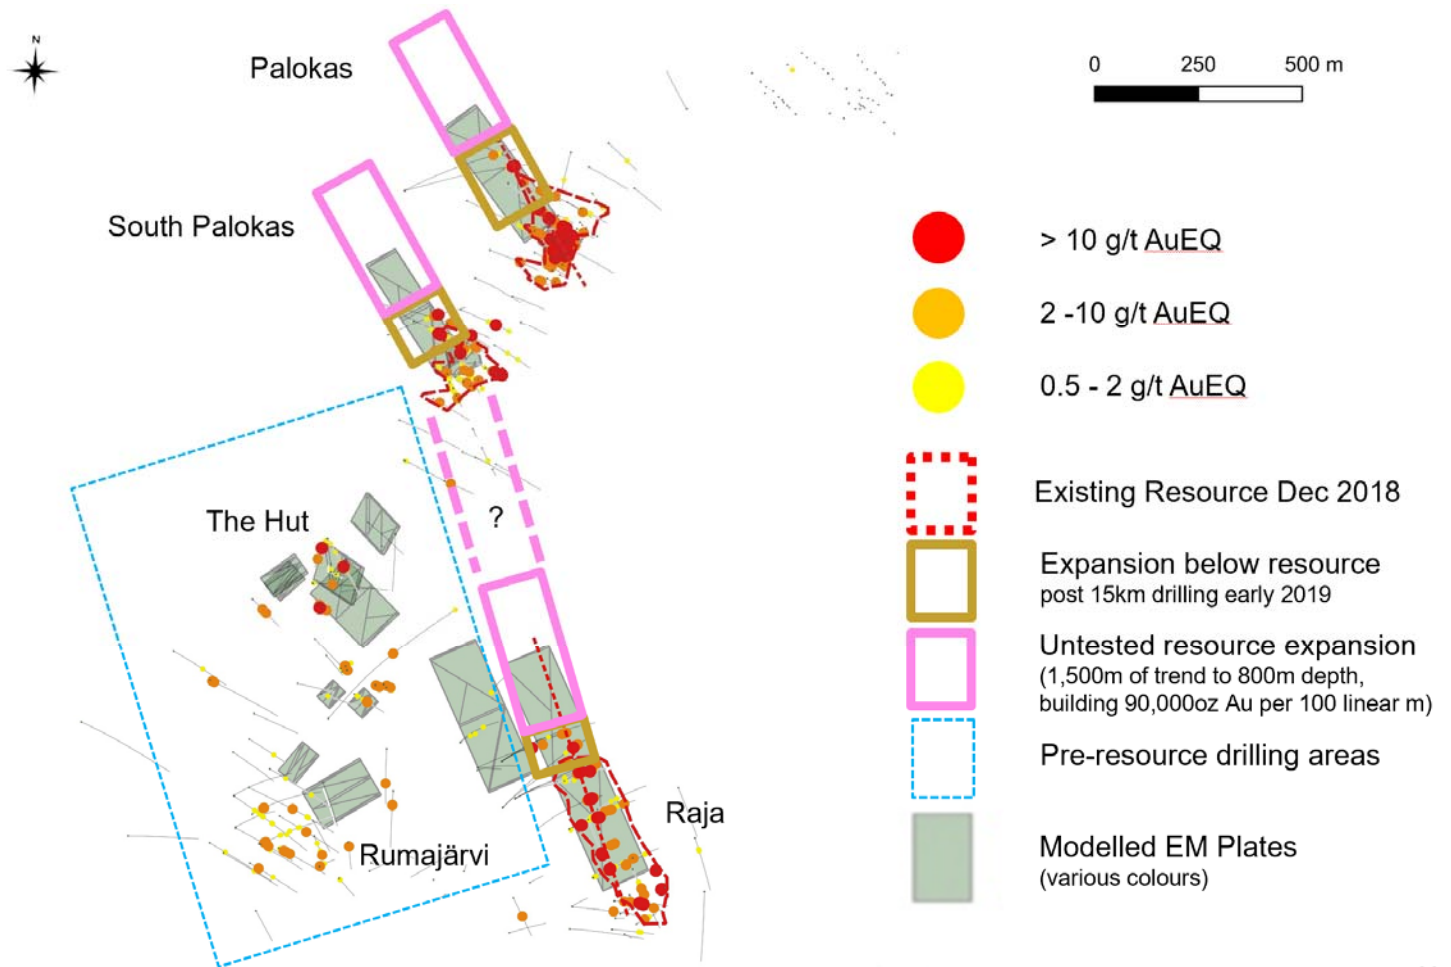 N
Palokas
South Palokas
The Hut
?
Raja
Rumajärvi
0 250 500 m
> 10 g/t AuEQ
2 -10 g/t AuEQ
0.5 - 2 g/t AuEQ
Existing Resource Dec 2018
Expansion below resource
post 15km drilling early 2019
Untested resource expansion
(1,500m of trend to 800m depth,
building 90,000oz Au per 100 linear m)
Pre-resource drilling areas
Modelled EM Plates
(various colours)